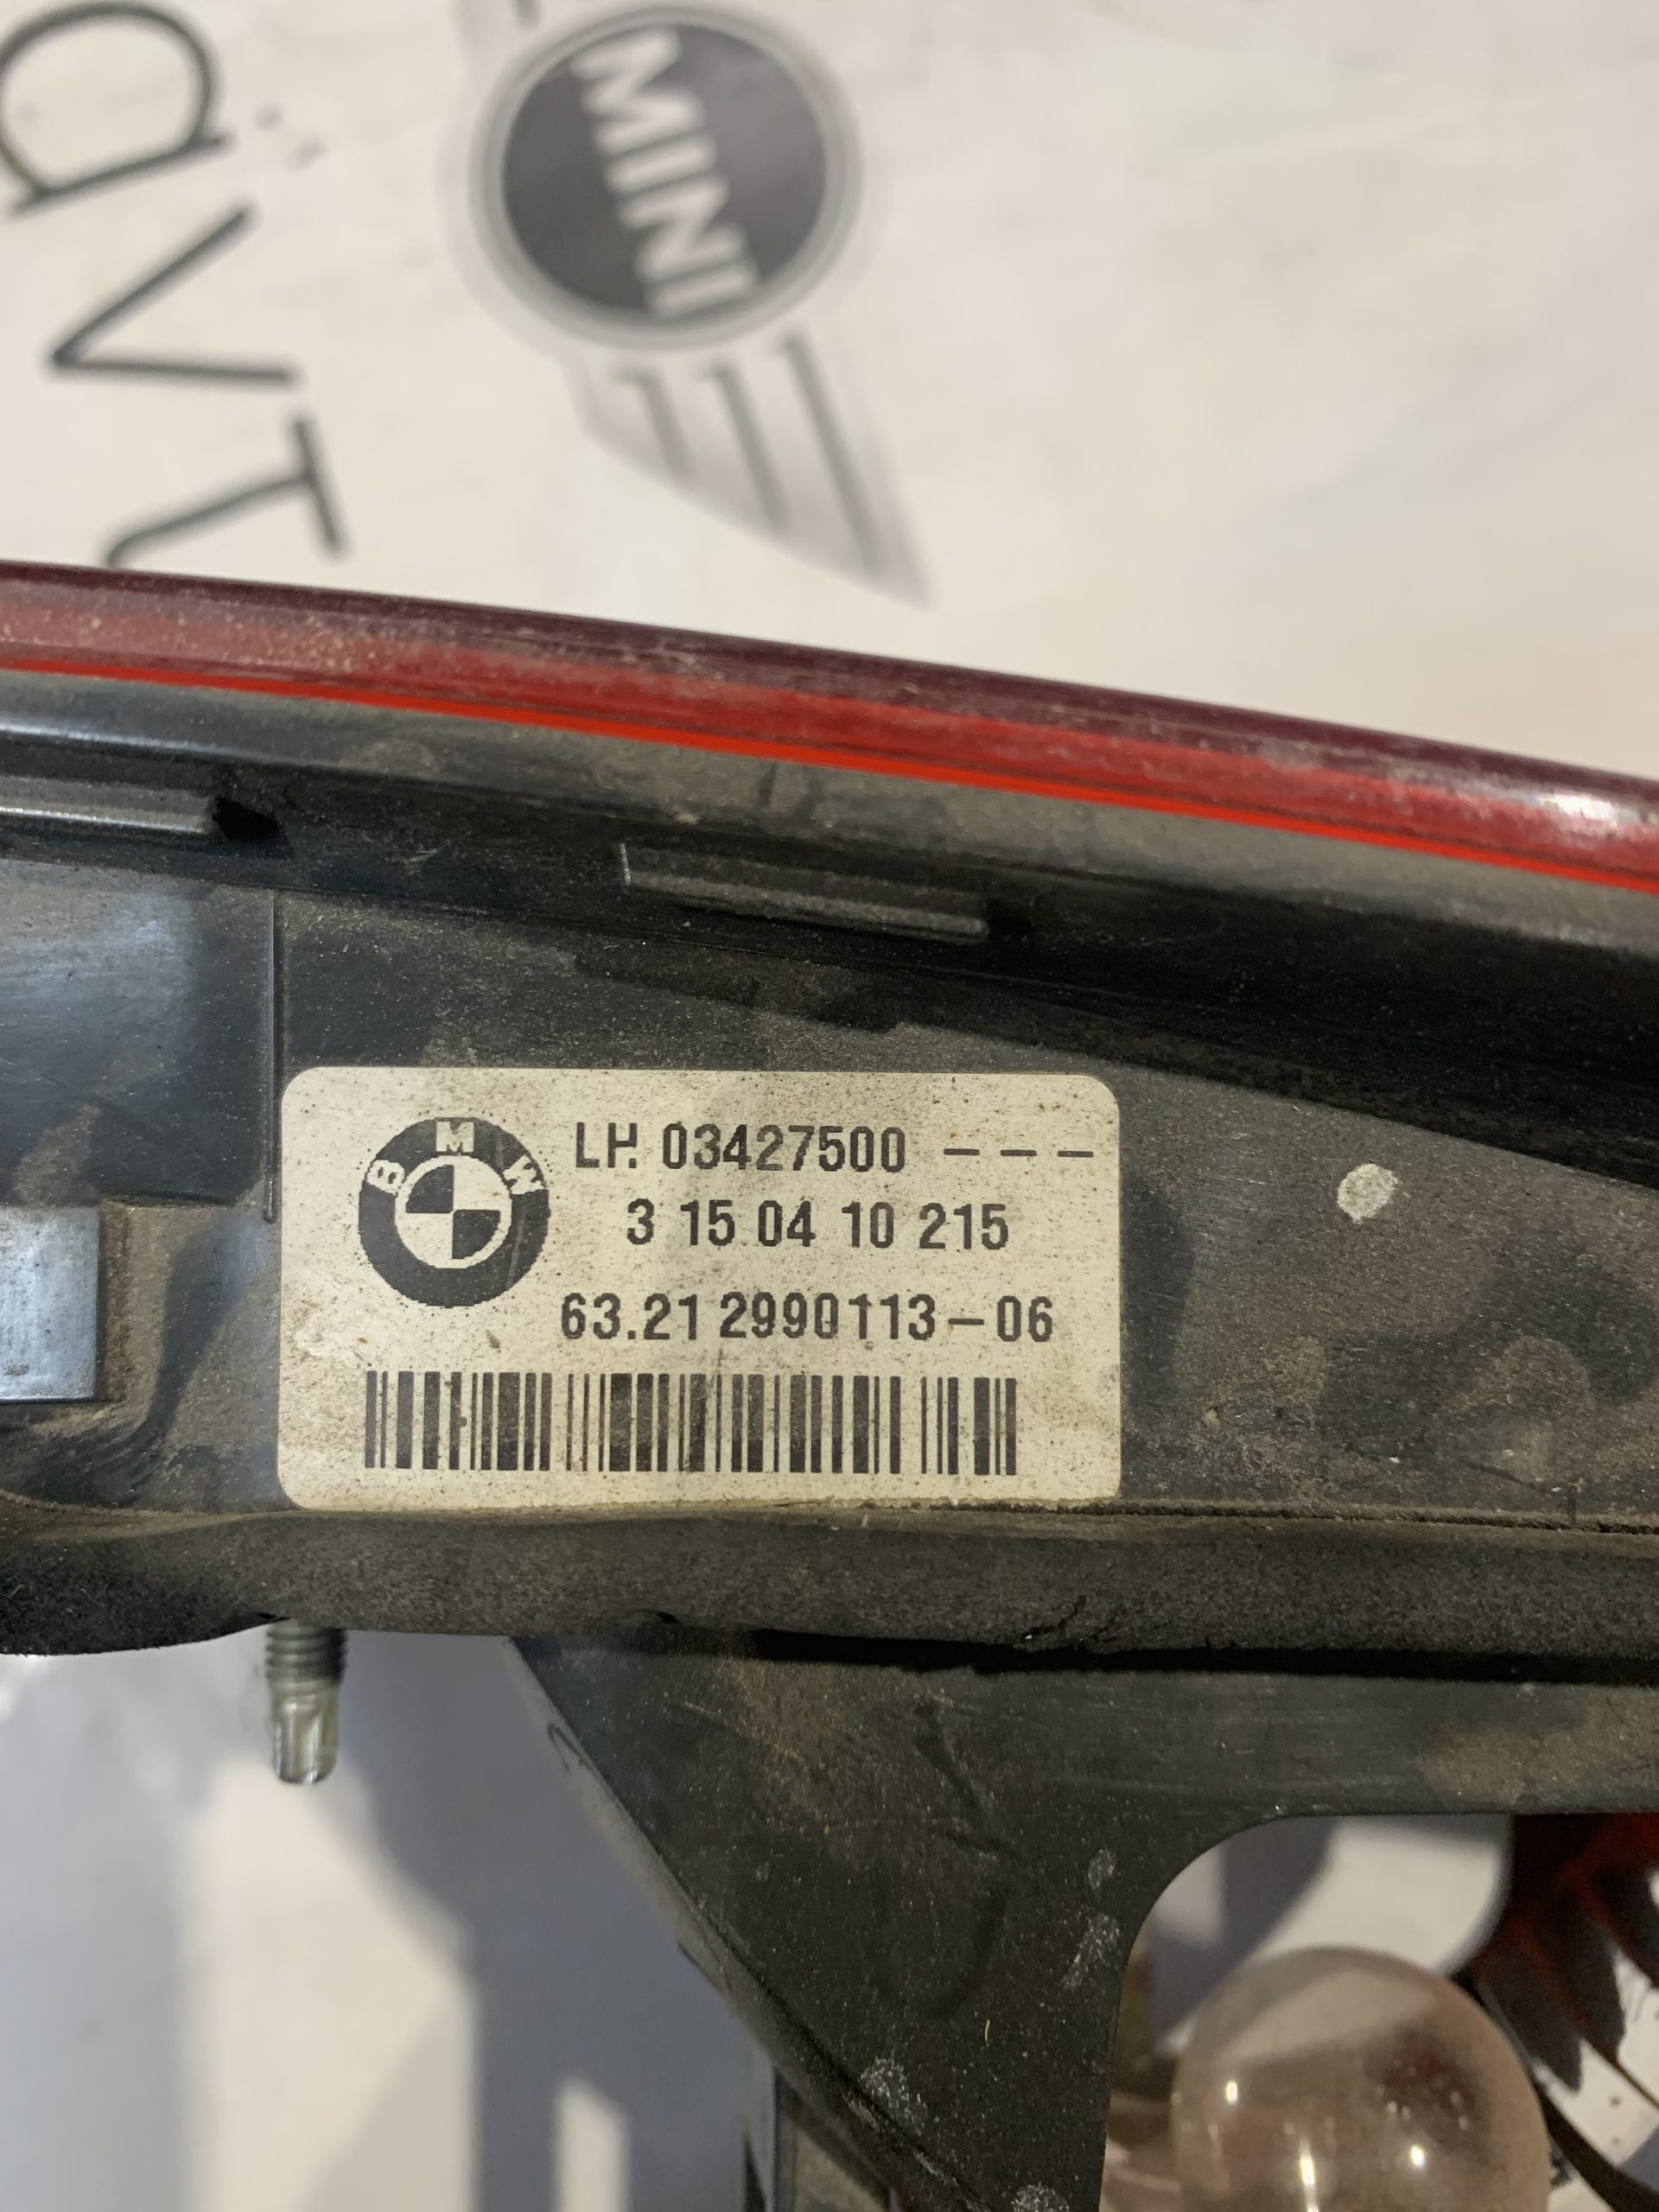 MINI
BMW
LH 03427500 ---
3 15 04 10 215
63.21 2990113-06